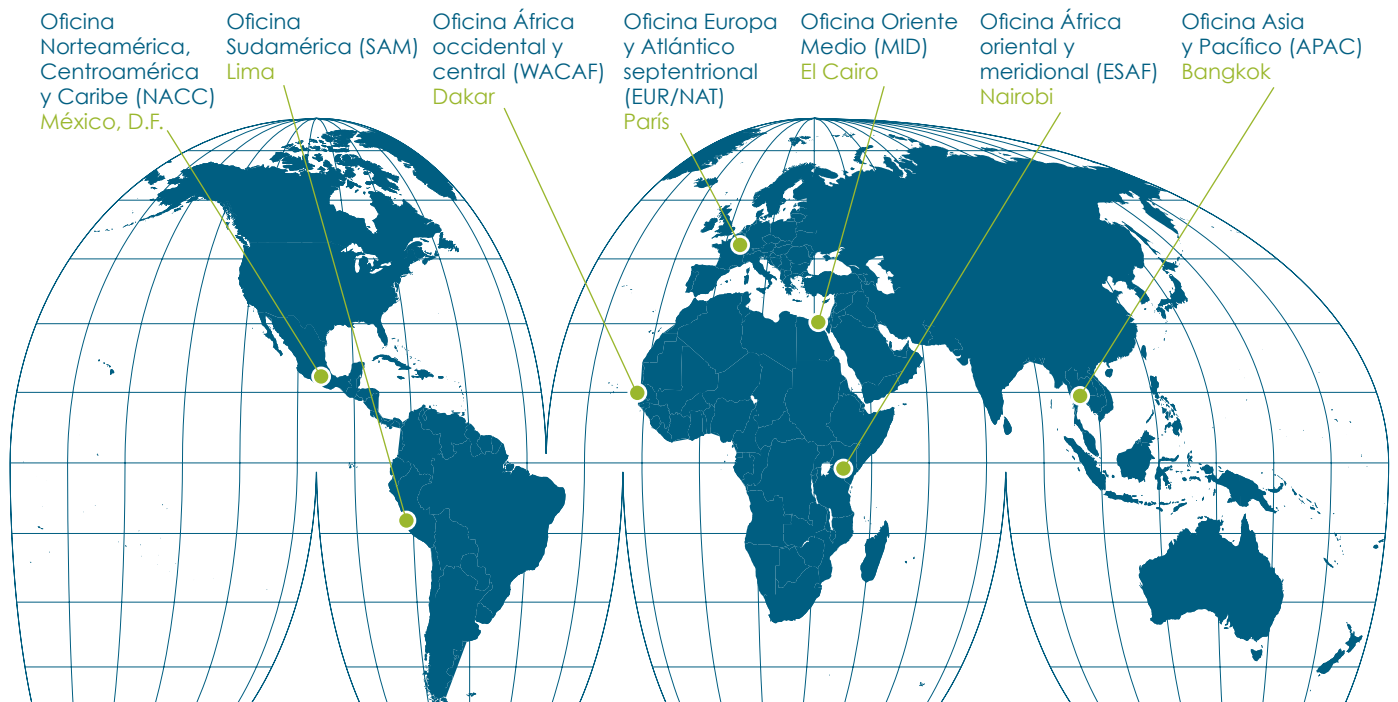 Oficina
Norteamérica,
Centroamérica
y Caribe (NACC)
México, D.F.
Oficina
Sudamérica (SAM)
Lima
Oficina África
occidental y
central (WACAF)
Dakar
Oficina Europa
y Atlántico
septentrional
(EUR/NAT)
París
Oficina Oriente
Medio (MID)
El Cairo
Oficina África
oriental y
meridional (ESAF)
Nairobi
Oficina Asia
y Pacífico (APAC)
Bangkok